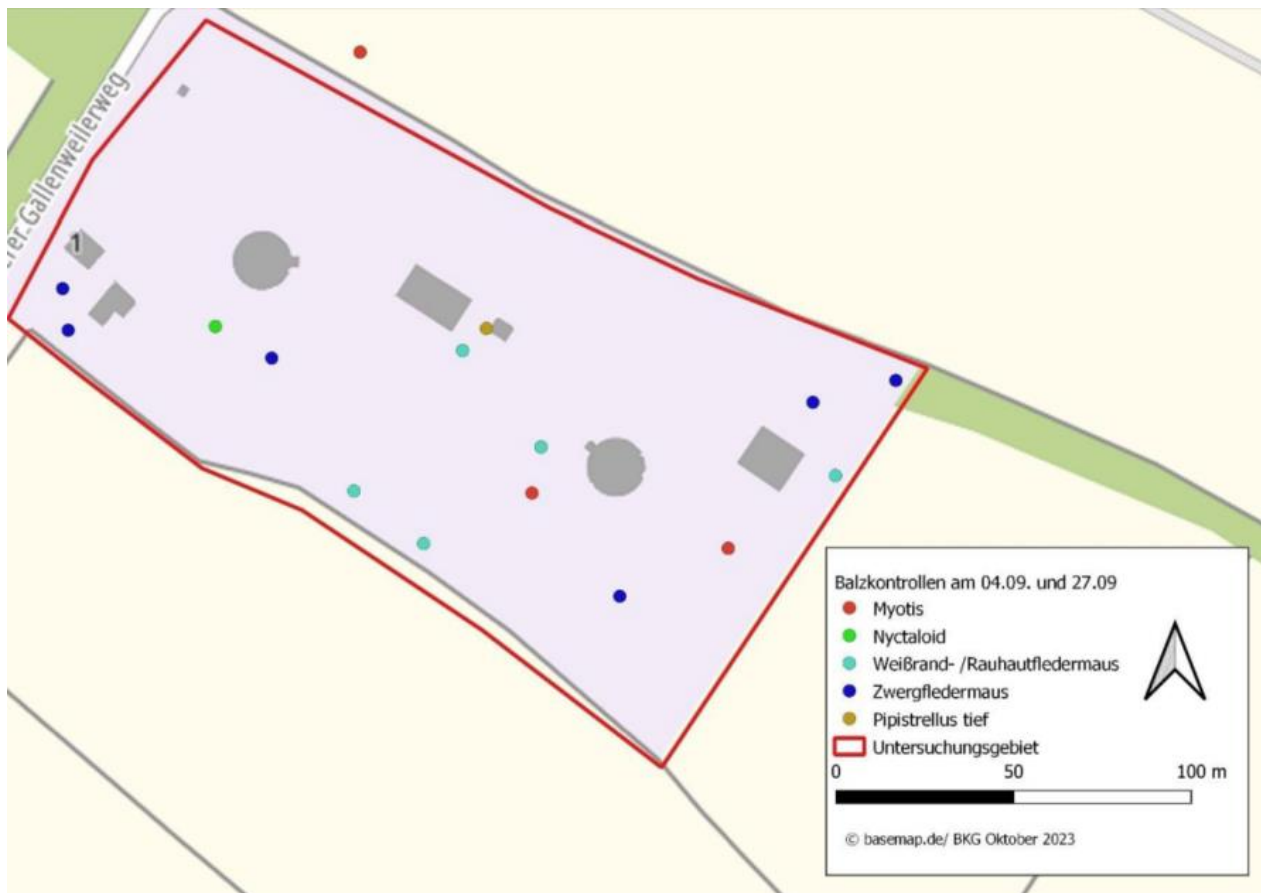 er Gallenweilerweg
1
Balzkontrollen am 04.09. und 27.09
Myotis
Nyctaloid
Weißrand- /Rauhautfledermaus
Zwergfledermaus
Pipistrellus tief
Untersuchungsgebiet
0 50 100 m
© basemap.de/ BKG Oktober 2023